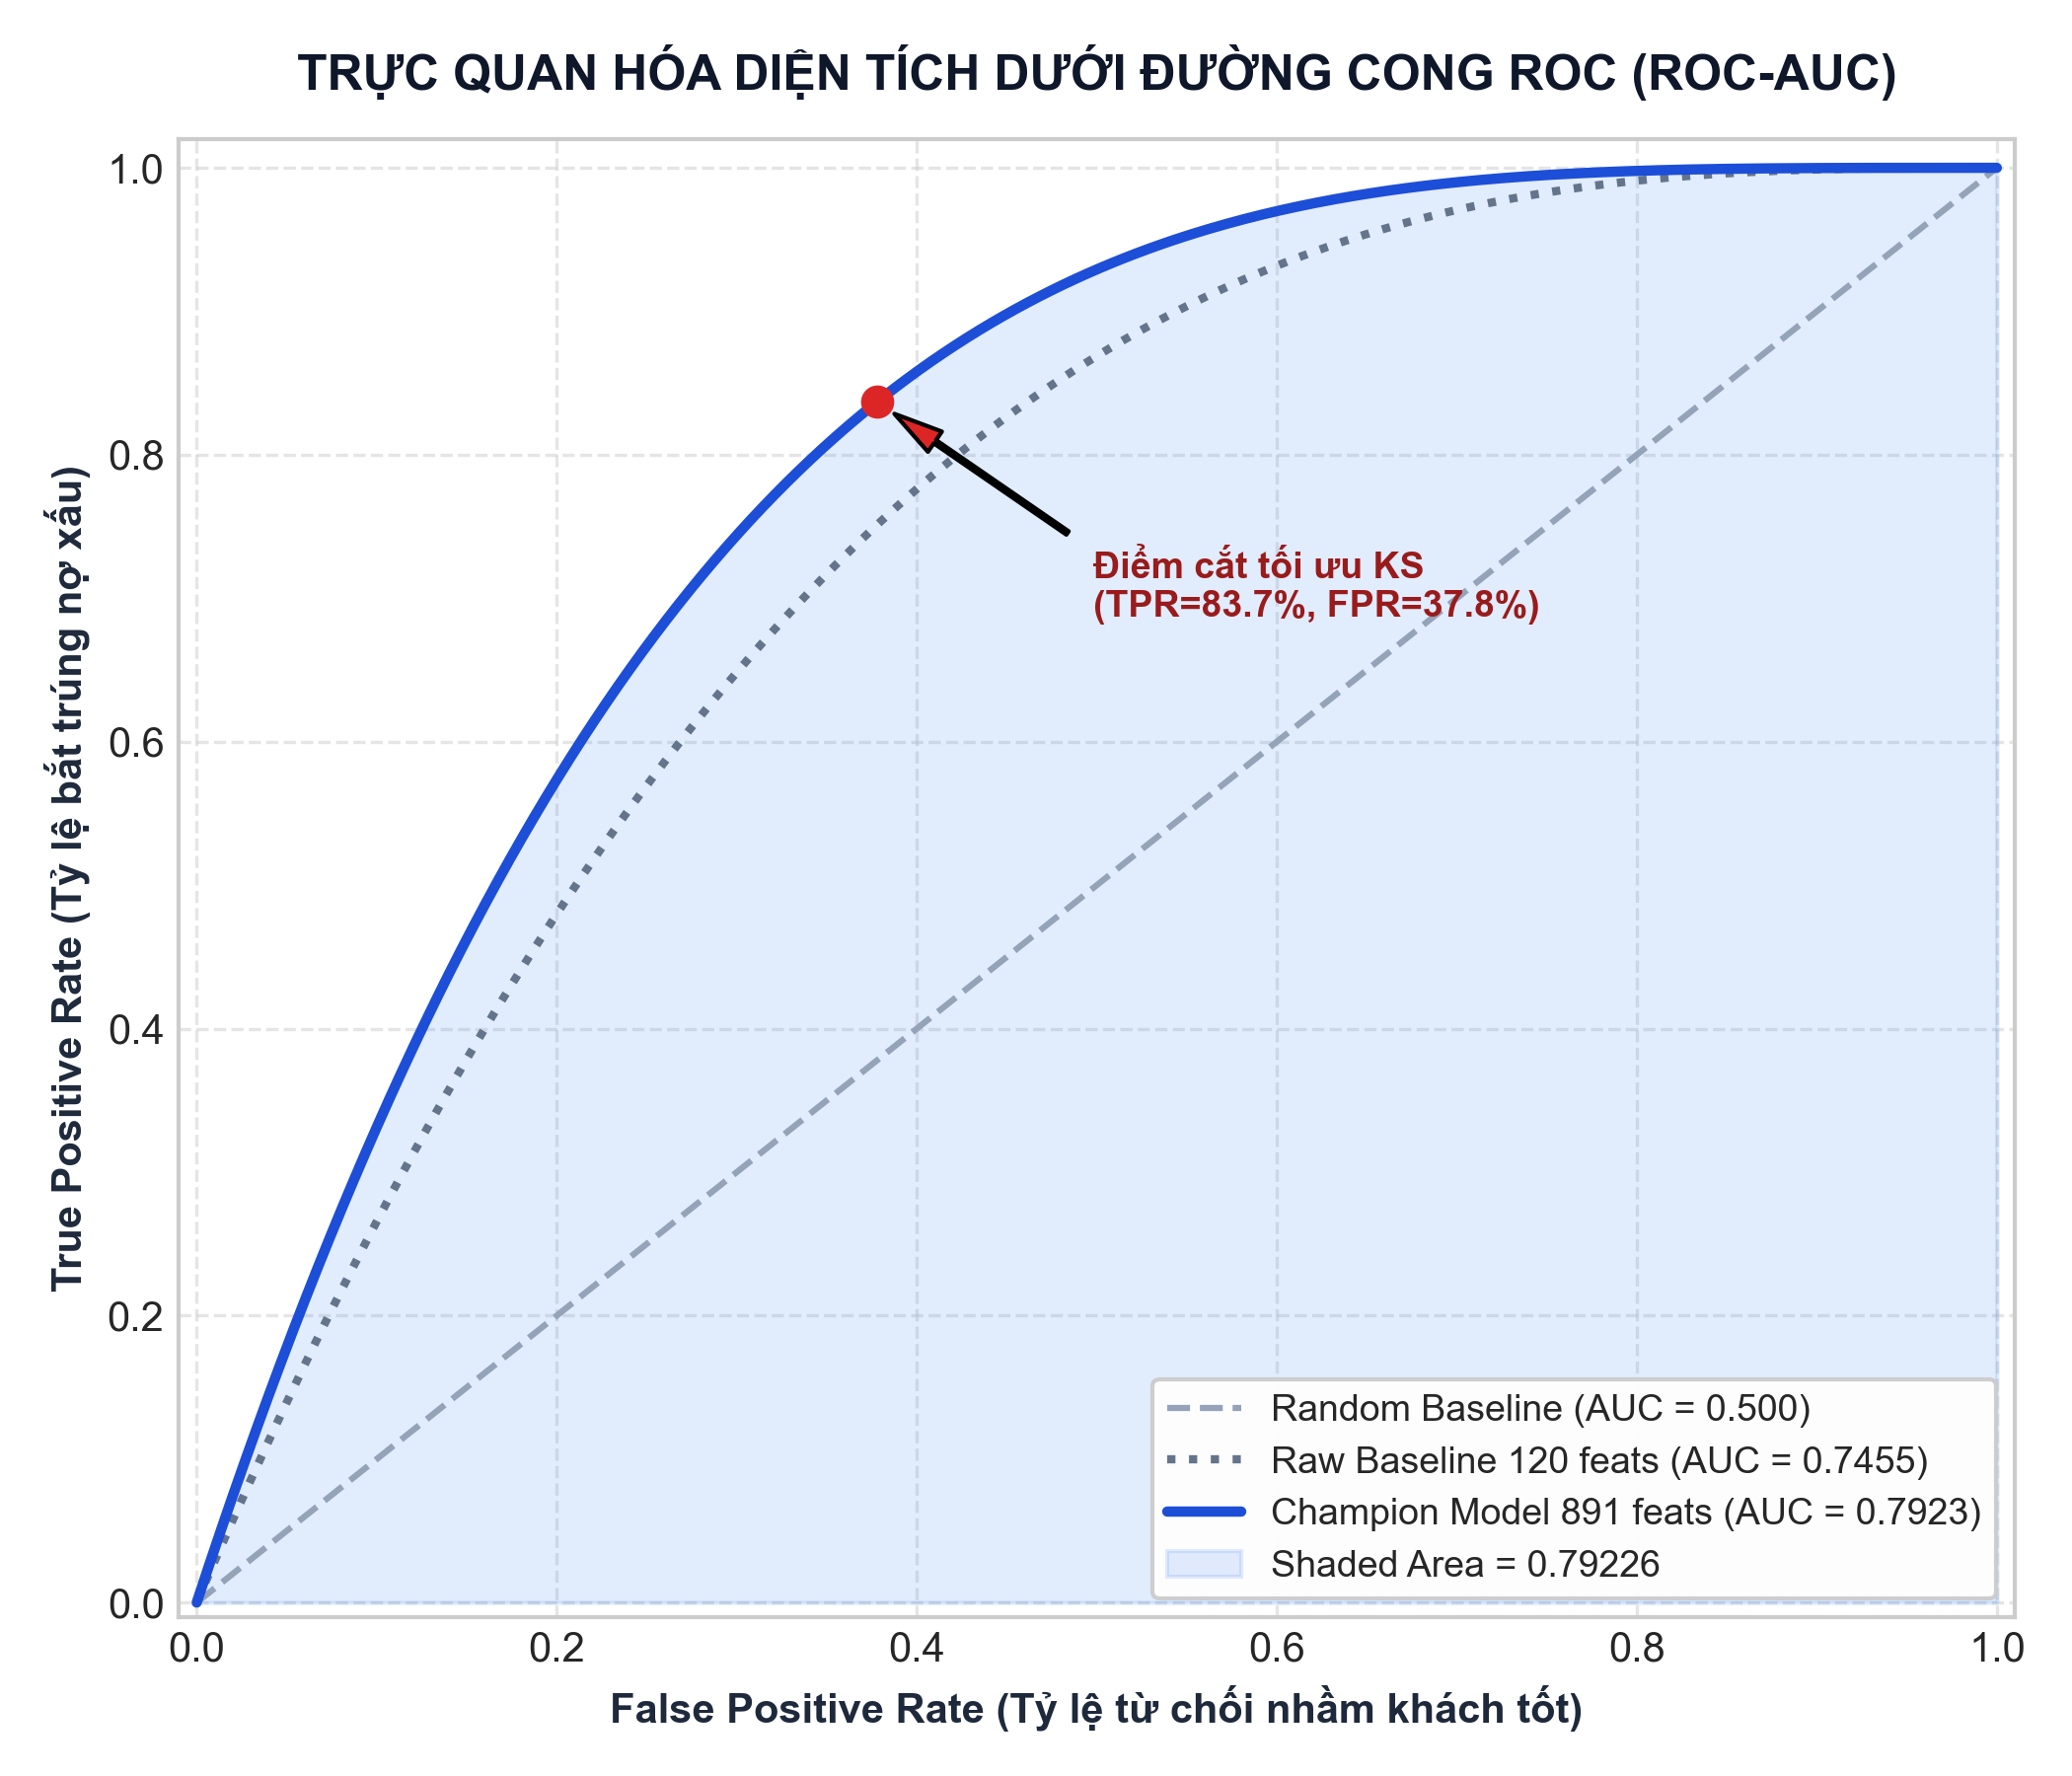 TRỰC QUAN HÓA DIỆN TÍCH DƯỚI ĐƯỜNG CONG ROC (ROC-AUC)
True Positive Rate (Tỷ lệ bắt trúng nợ xấu)
1.0
0.8
0.6
0.4
0.2
0.0
Điểm cắt tối ưu KS
(TPR=83.7%, FPR=37.8%)
Random Baseline (AUC = 0.500)
Raw Baseline 120 feats (AUC = 0.7455)
Champion Model 891 feats (AUC = 0.7923)
Shaded Area = 0.79226
0.0 0.2 0.4 0.6 0.8 1.0
False Positive Rate (Tỷ lệ từ chối nhầm khách tốt)